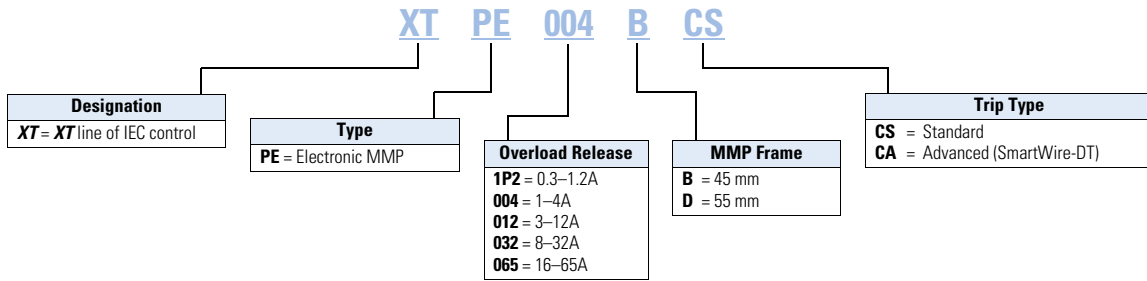 XT PE 004 B CS
Designation
XT = XT line of IEC control
Type
PE = Electronic MMP
Overload Release
1P2 = 0.3–1.2A
004 = 1–4A
012 = 3–12A
032 = 8–32A
065 = 16–65A
MMP Frame
B = 45 mm
D = 55 mm
Trip Type
CS = Standard
CA = Advanced (SmartWire-DT)